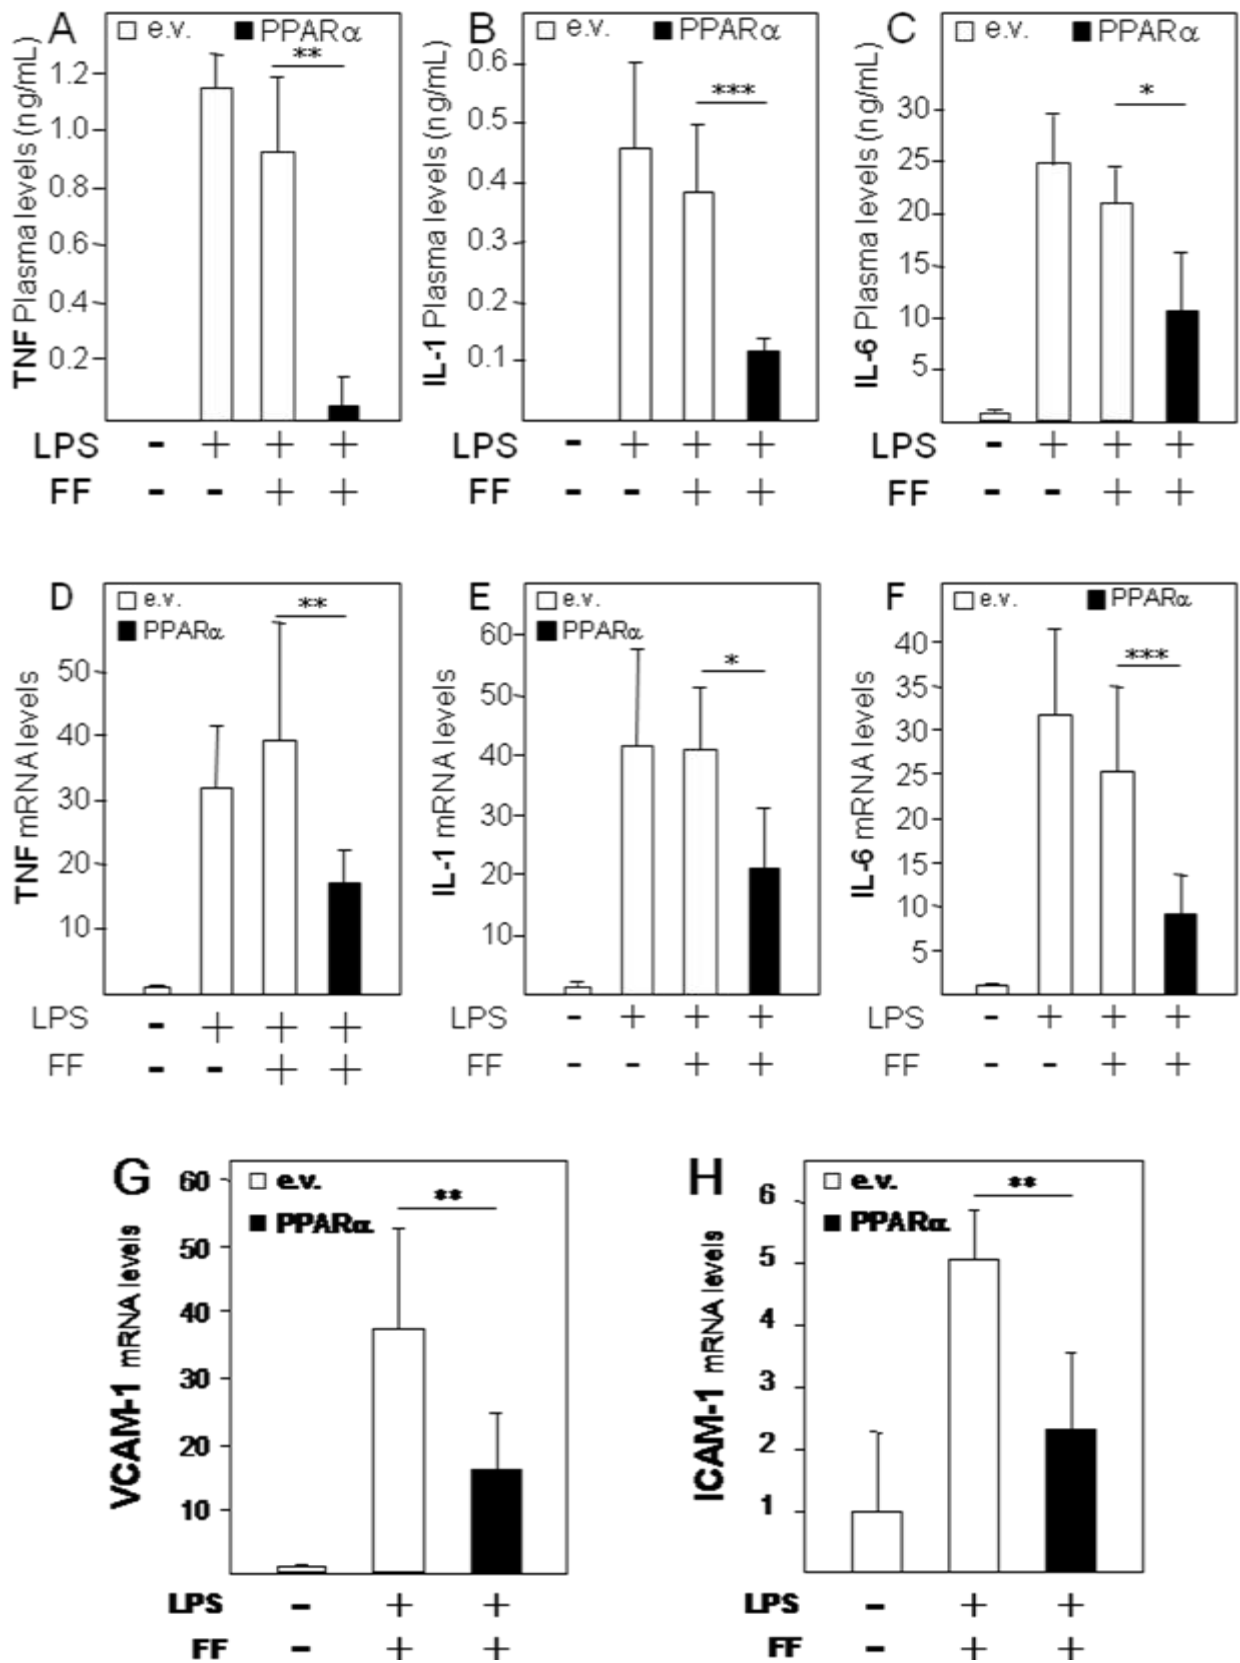 A
e.v. PPARα
**
TNF Plasma levels (ng/mL)
1.2
1.0
0.8
0.6
0.4
0.2
LPS - + + +
FF - - + +
B
e.v. PPARα
***
IL-1 Plasma levels (ng/mL)
0.6
0.5
0.4
0.3
0.2
0.1
LPS - + + +
FF - - + +
C
e.v. PPARα
*
IL-6 Plasma levels (ng/mL)
30
25
20
15
10
5
LPS - + + +
FF - - + +
D
e.v.
PPARα
**
TNF mRNA levels
50
40
30
20
10
LPS - + + +
FF - - + +
E
e.v.
PPARα
*
IL-1 mRNA levels
60
50
40
30
20
10
LPS - + + +
FF - - + +
F
e.v. PPARα
***
IL-6 mRNA levels
40
35
30
25
20
15
10
5
LPS - + + +
FF - - + +
G
e.v.
PPARα
**
VCAM-1 mRNA levels
60
50
40
30
20
10
LPS - + +
FF - + +
H
e.v.
PPARα
**
ICAM-1 mRNA levels
6
5
4
3
2
1
LPS - + +
FF - + +